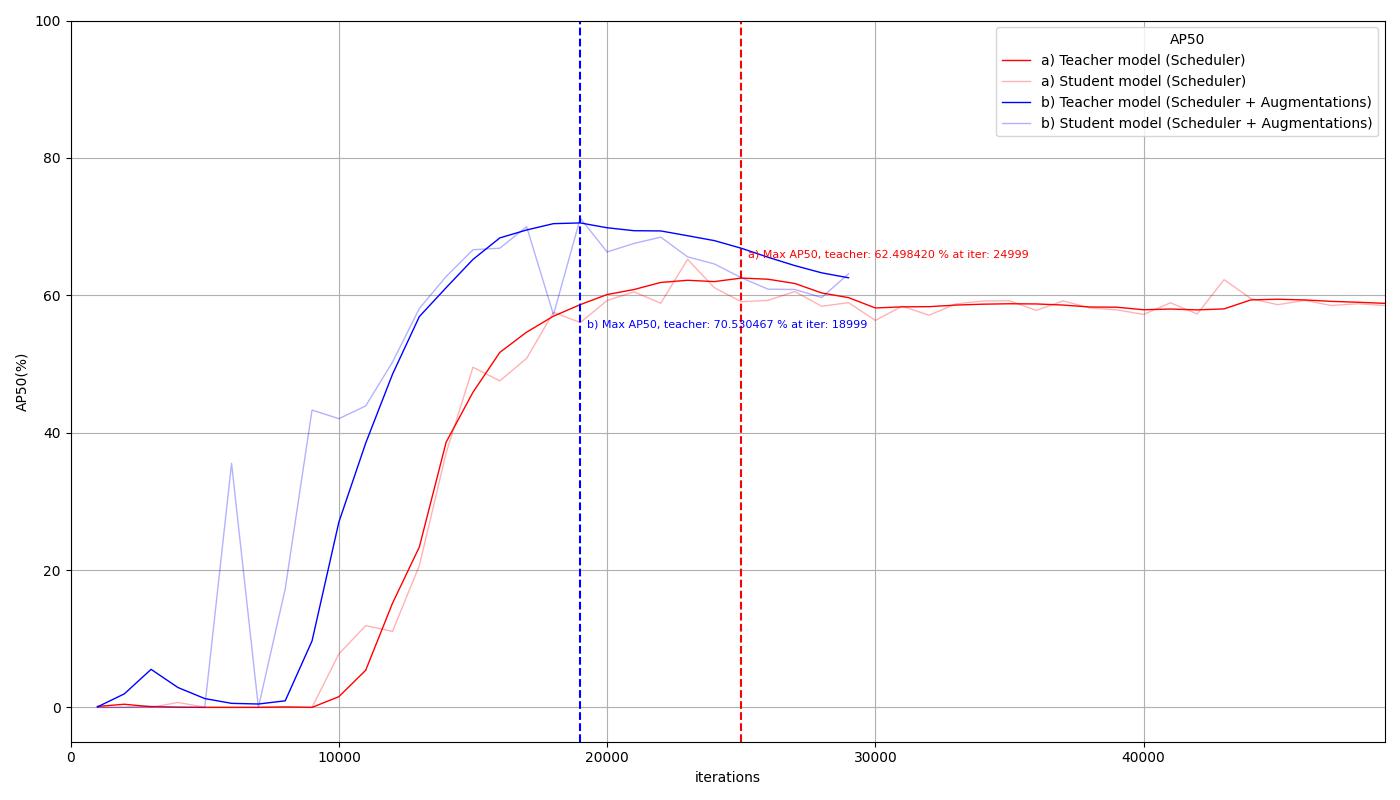 100
80
60
40
20
0
AP50(%)
AP50
a) Teacher model (Scheduler)
a) Student model (Scheduler)
b) Teacher model (Scheduler + Augmentations)
b) Student model (Scheduler + Augmentations)
a) Max AP50, teacher: 62.498420 % at iter: 24999
b) Max AP50, teacher: 70.530467 % at iter: 18999
0 10000 20000 30000 40000
iterations